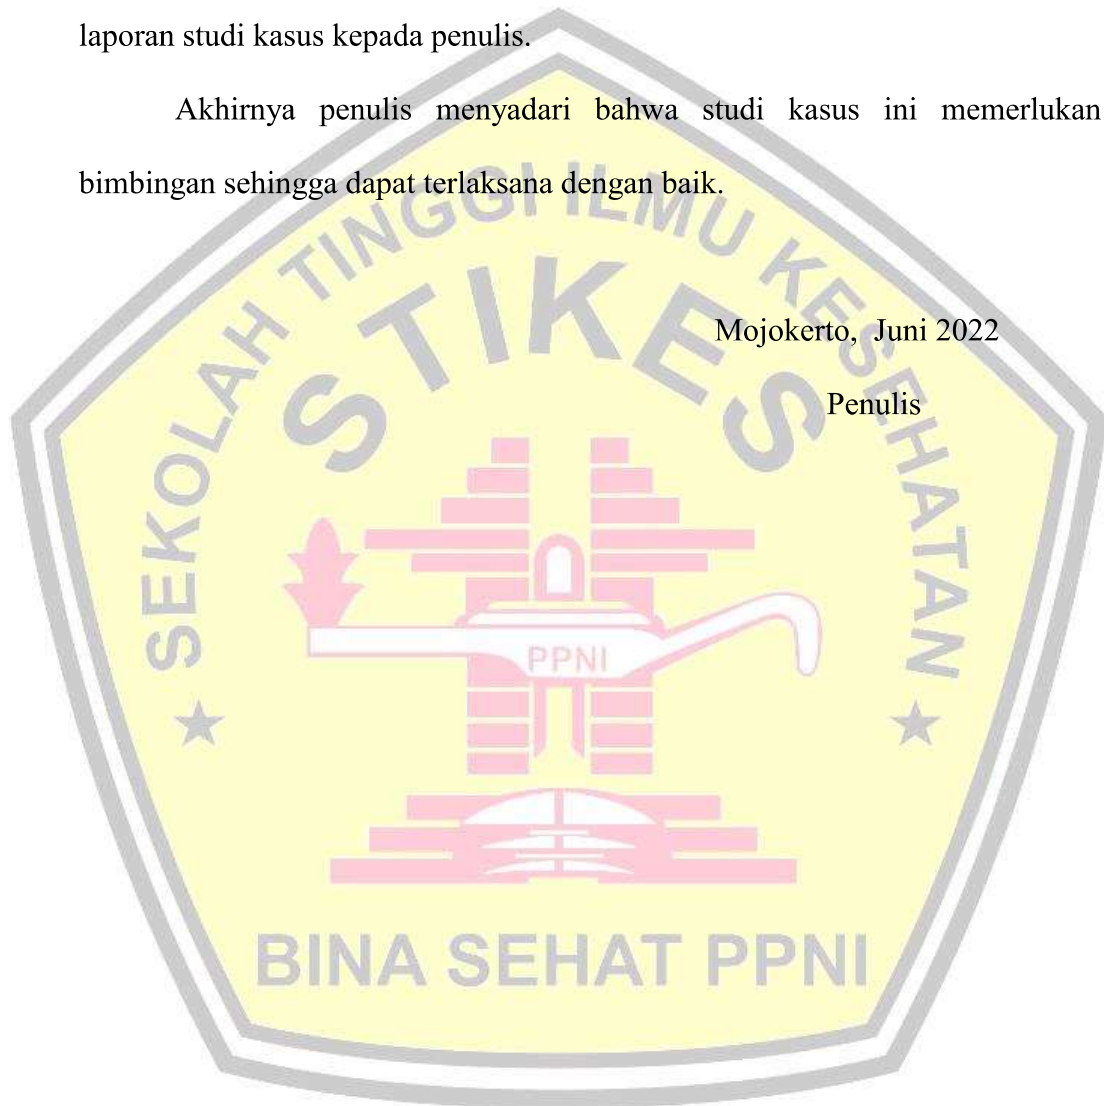 laporan studi kasus kepada penulis.
Akhirnya penulis menyadari bahwa studi kasus ini memerlukan
bimbingan sehingga dapat terlaksana dengan baik.
SEKOLAH TINGGI ILMU KESEHATAN
STIKES
Mojokerto, Juni 2022
Penulis
PPNI
BINA SEHAT PPNI